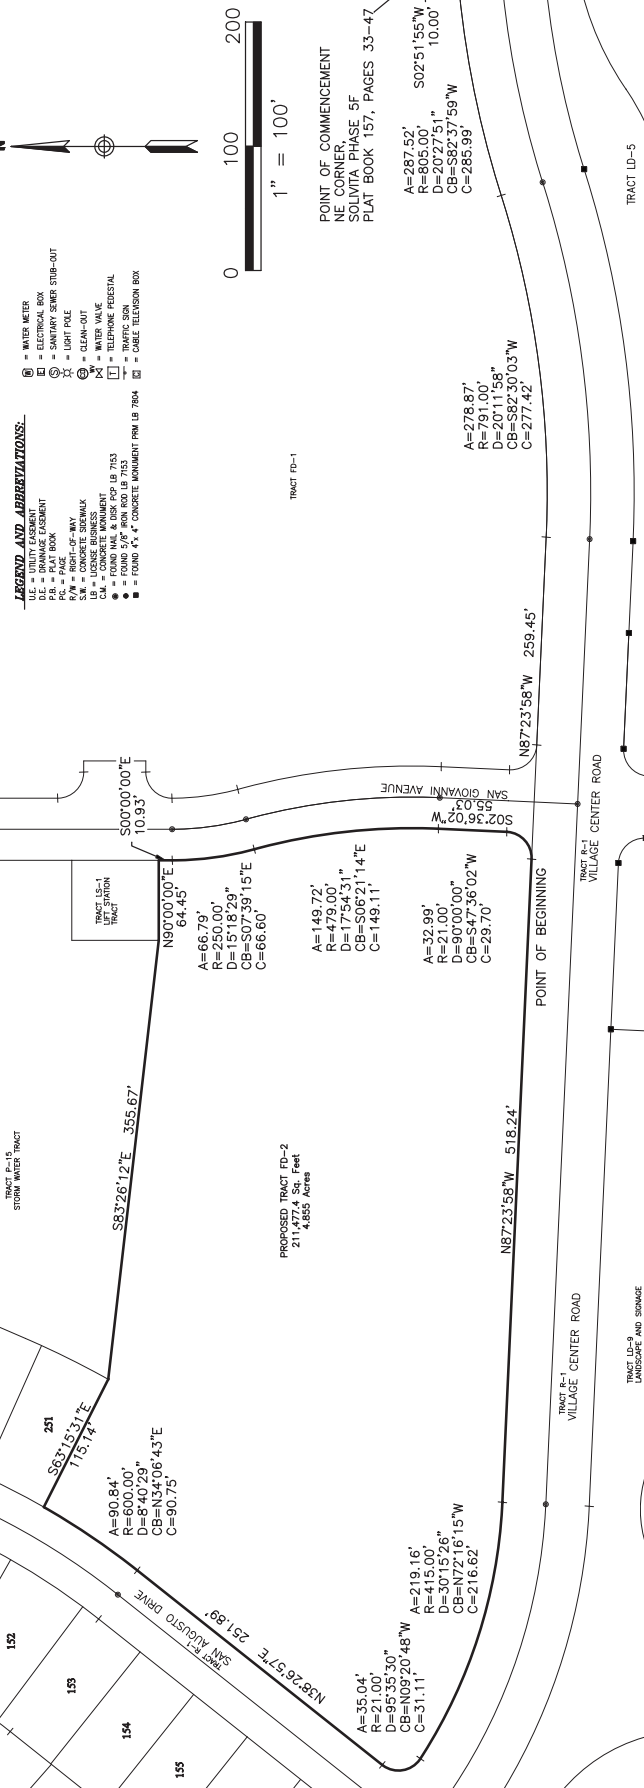 N
LEGEND AND ABBREVIATIONS:
U.E. = UTILITY EASEMENT
D.E. = DRAINAGE EASEMENT
P.B. = PLAT BOOK
PG. = PAGE
R/W = RIGHT-OF-WAY
S.W. = CONCRETE SIDEWALK
LB = LICENSE BUSINESS
C.M. = CONCRETE MONUMENT
= FOUND NAIL & DISK PCP LB 7153
= FOUND 5/8" IRON ROD LB 7153
= FOUND 4"x 4" CONCRETE MONUMENT PRM LB 7804
W = WATER METER
E = ELECTRICAL BOX
S = SANITARY SEWER STUB-OUT
= LIGHT POLE
CO = CLEAN-OUT
WV = WATER VALVE
T = TELEPHONE PEDESTAL
= TRAFFIC SIGN
C = CABLE TELEVISION BOX
0 100 200
1" = 100'
POINT OF COMMENCEMENT
NE CORNER,
SOLIVITA PHASE 5F
PLAT BOOK 157, PAGES 33-47
S02°51'55"W
10.00'
A=287.52'
R=805.00'
D=20°27'51"
CB=S82°37'59"W
C=285.99'
A=278.87'
R=791.00'
D=20°11'58"
CB=S82°30'03"W
C=277.42'
TRACT LD-5
TRACT FD-1
N87°23'58"W 259.45'
TRACT R-1
VILLAGE CENTER ROAD
SAN GIOVANNI AVENUE
55.03'
S02°36'02"W
S00°00'00"E
10.93'
TRACT LS-1
LIFT STATION
TRACT
N90°00'00"E
64.45'
A=66.79'
R=250.00'
D=15°18'29"
CB=S07°39'15"E
C=66.60'
A=149.72'
R=479.00'
D=17°54'31"
CB=S06°21'14"E
C=149.11'
A=32.99'
R=21.00'
D=90°00'00"
CB=S47°36'02"W
C=29.70'
POINT OF BEGINNING
TRACT P-15
STORM WATER TRACT
S83°26'12"E 355.67'
PROPOSED TRACT FD-2
211,477.4 Sq. Feet
4.855 Acres
N87°23'58"W 518.24'
TRACT R-1
VILLAGE CENTER ROAD
TRACT LD-9
LANDSCAPE AND SIGNAGE
251
S63°15'31"E
115.14'
A=90.84'
R=600.00'
D=8°40'29"
CB=N34°06'43"E
C=90.75'
A=219.16'
R=415.00'
D=30°15'26"
CB=N72°16'15"W
C=216.62'
TRACT R-1
SAN AUGUSTO DRIVE
N38°26'57"E 251.89'
A=35.04'
R=21.00'
D=95°35'30"
CB=N09°20'48"W
C=31.11'
152
153
154
155